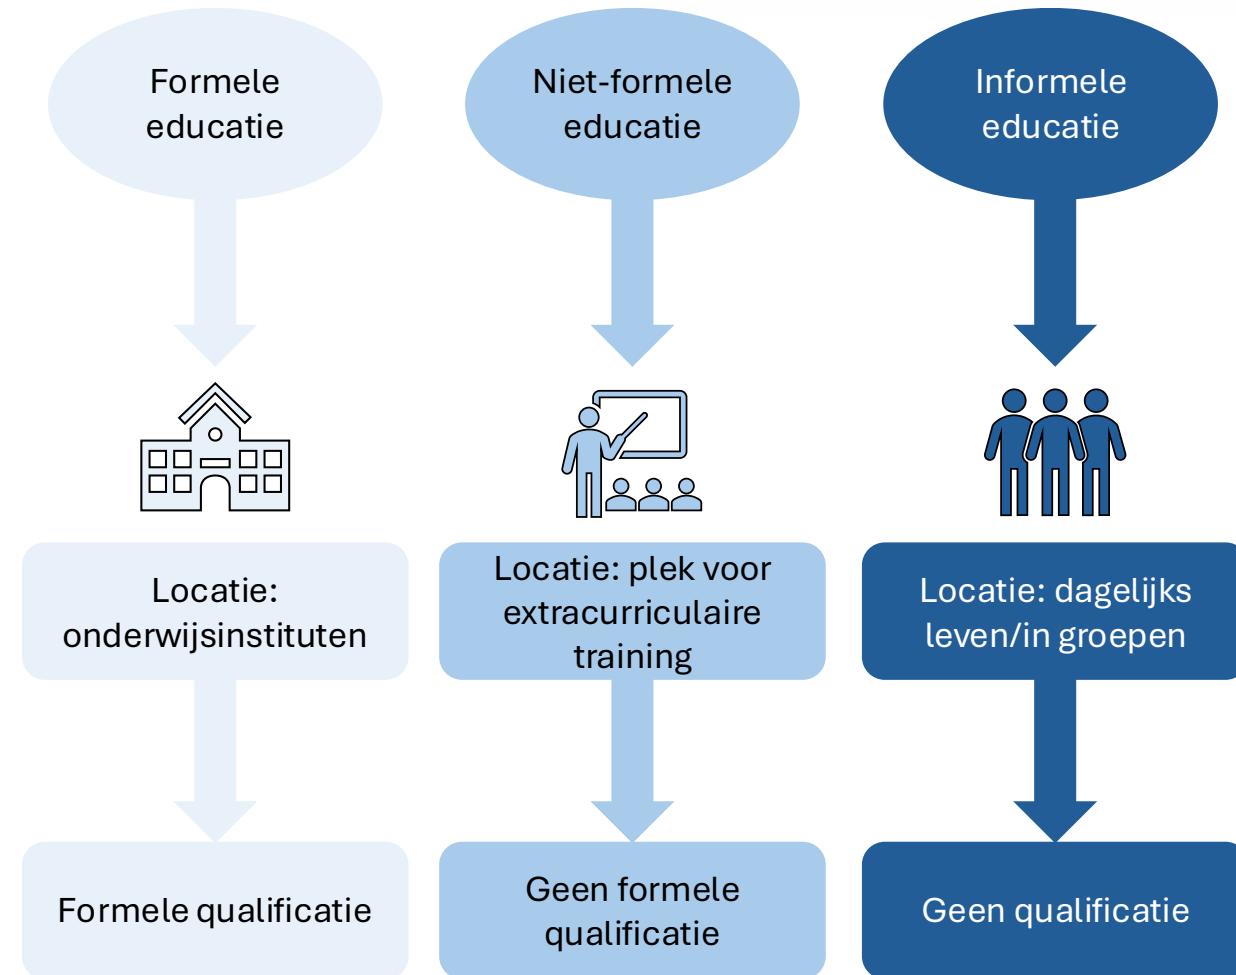 Formele
educatie
Niet-formele
educatie
Informele
educatie
Locatie:
onderwijsinstituten
Locatie: plek voor
extracurriculaire
training
Locatie: dagelijks
leven/in groepen
Formele qualificatie
Geen formele
qualificatie
Geen qualificatie